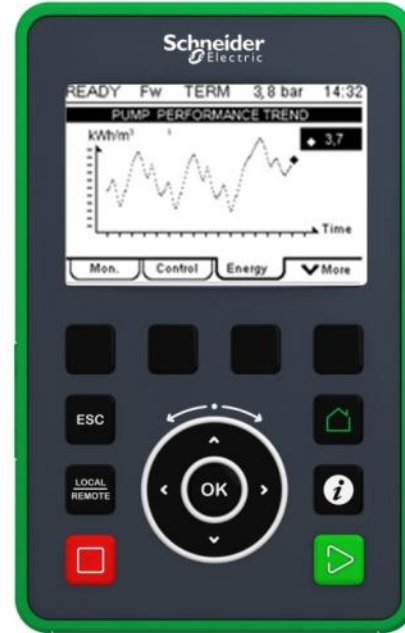 Schneider
Electric
READY Fw TERM 3,8 bar 14:32
PUMP PERFORMANCE TREND
kWh/m³
3,7
Time
Mon. Control Energy More
ESC
LOCAL
REMOTE
OK
i